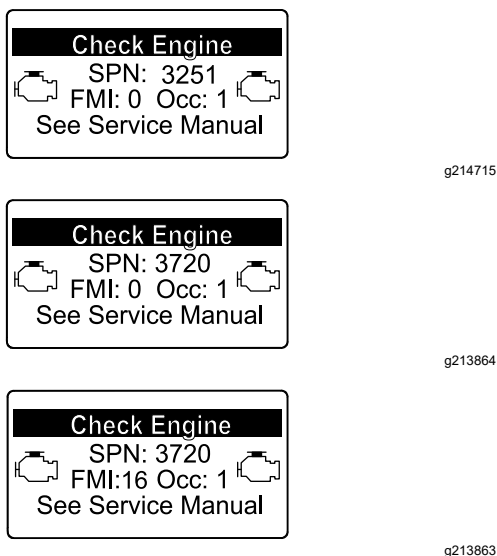 Check Engine
SPN: 3251
FMI: 0 Occ: 1
See Service Manual
g214715
Check Engine
SPN: 3720
FMI: 0 Occ: 1
See Service Manual
g213864
Check Engine
SPN: 3720
FMI:16 Occ: 1
See Service Manual
g213863